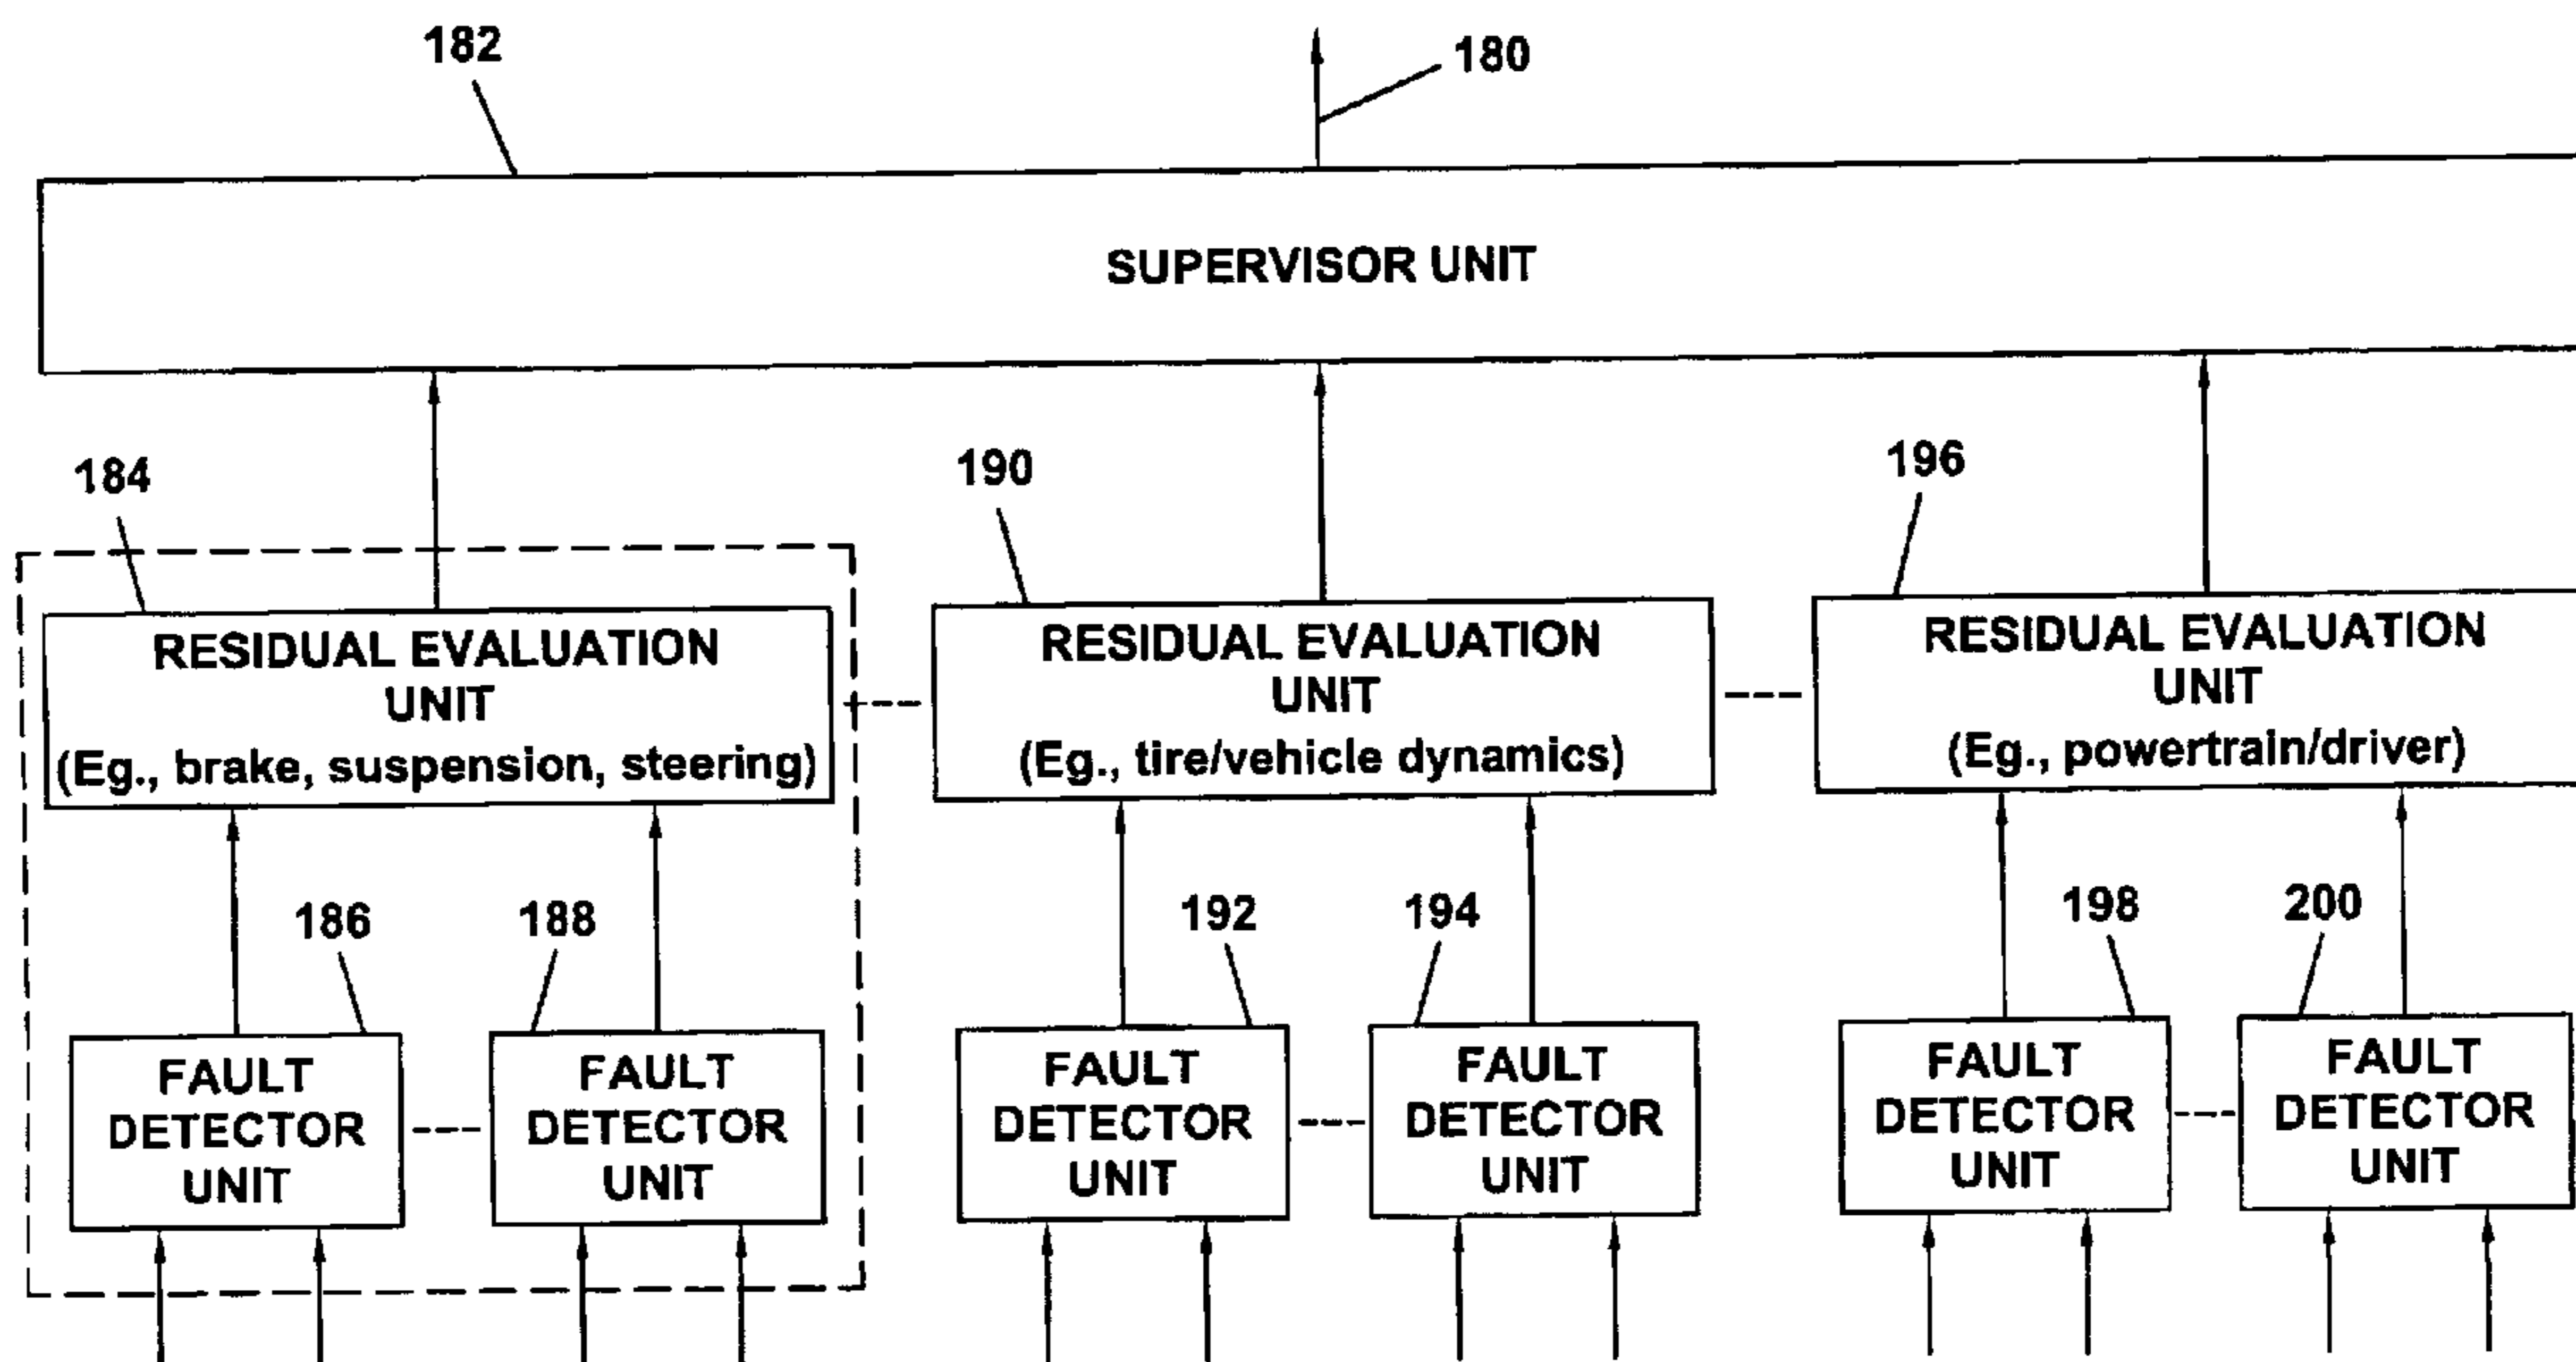 182
180
SUPERVISOR UNIT
184
190
196
RESIDUAL EVALUATION
UNIT
(Eg., brake, suspension, steering)
RESIDUAL EVALUATION
UNIT
(Eg., tire/vehicle dynamics)
RESIDUAL EVALUATION
UNIT
(Eg., powertrain/driver)
186
188
192
194
198
200
FAULT
DETECTOR
UNIT
FAULT
DETECTOR
UNIT
FAULT
DETECTOR
UNIT
FAULT
DETECTOR
UNIT
FAULT
DETECTOR
UNIT
FAULT
DETECTOR
UNIT